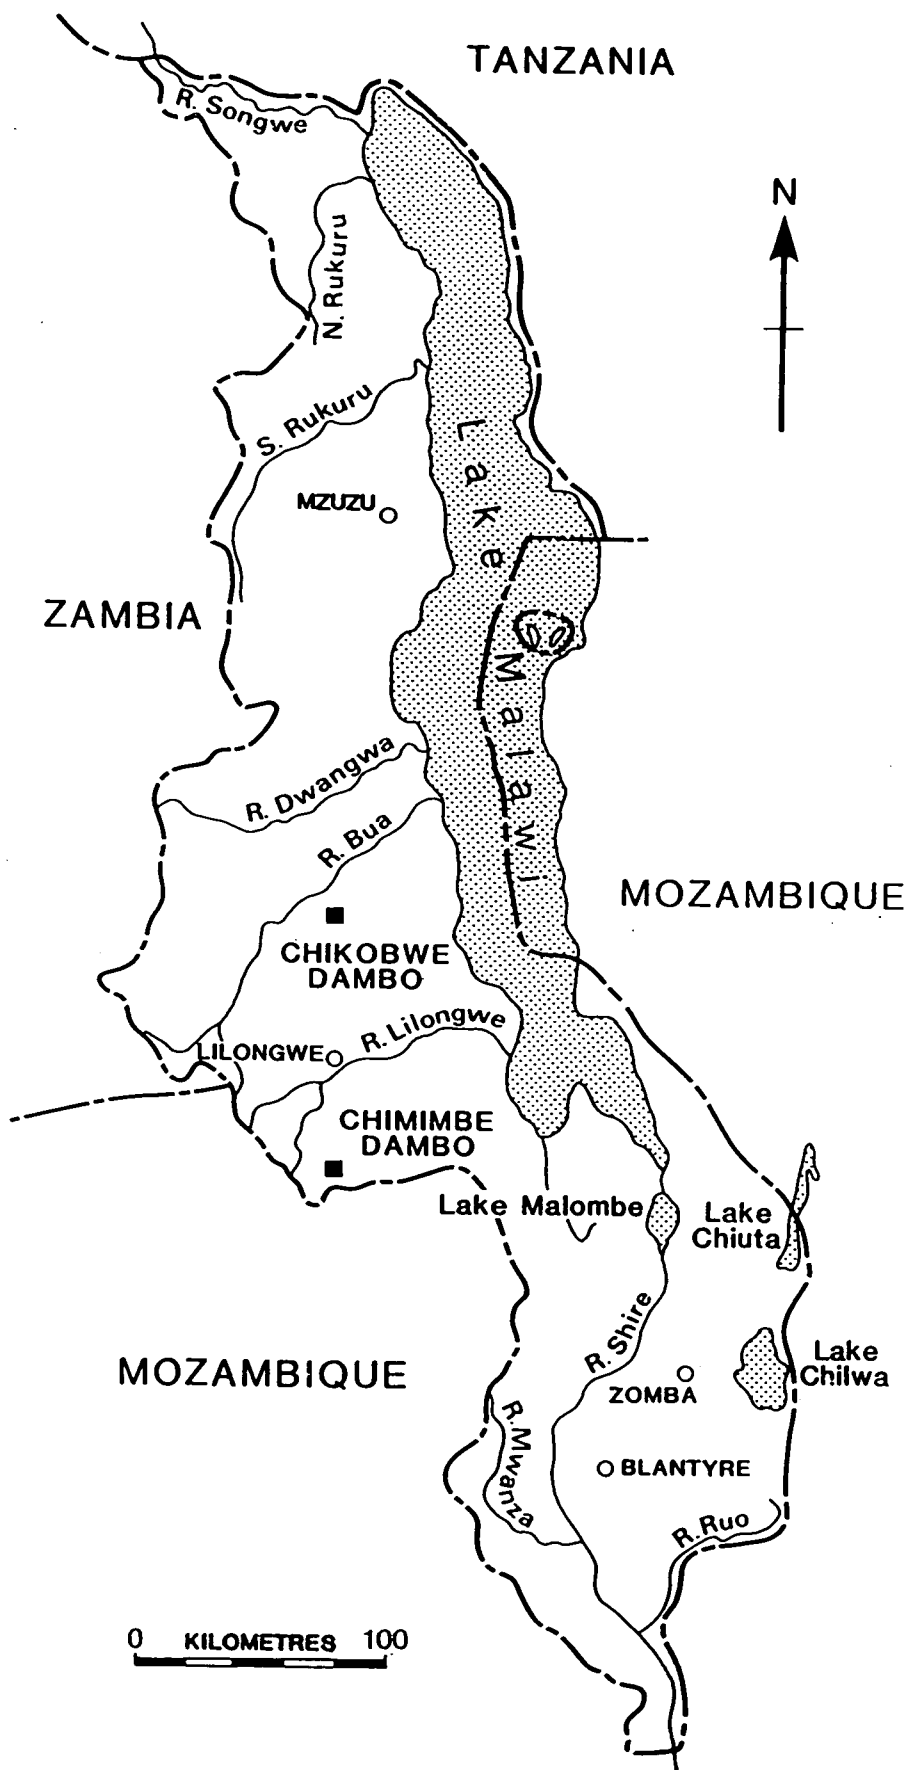 TANZANIA
R. Songwe
N
N. Rukuru
S. Rukuru
MZUZU
Lake Malawi
ZAMBIA
R. Dwangwa
R. Bua
MOZAMBIQUE
CHIKOBWE
DAMBO
R. Lilongwe
LILONGWE
CHIMIMBE
DAMBO
Lake Malombe
Lake
Chiuta
R. Shire
MOZAMBIQUE
Lake
Chilwa
ZOMBA
R. Mwanza
BLANTYRE
R. Ruo
0 KILOMETRES 100